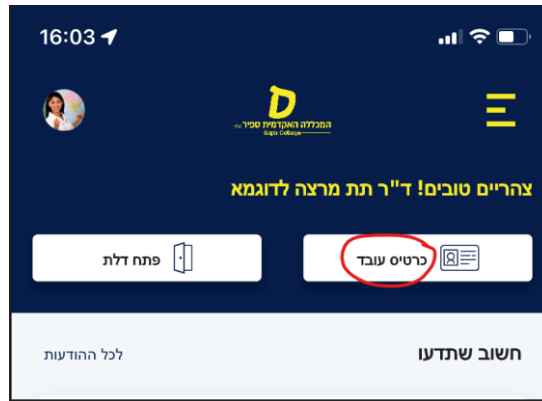 16:03
ס
המכללה האקדמית ספיר
Sapir College
צהריים טובים! ד"ר תת מרצה לדוגמא
כרטיס עובד
פתח דלת
חשוב שתדעו
לכל ההודעות